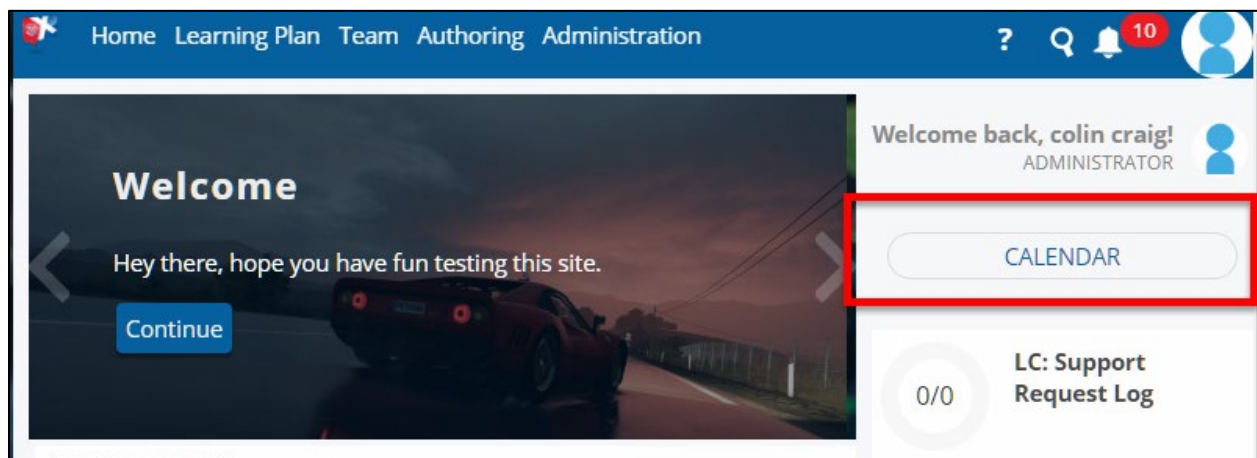 Home Learning Plan Team Authoring Administration ? 10
Welcome
Hey there, hope you have fun testing this site.
Continue
Welcome back, colin craig!
ADMINISTRATOR
CALENDAR
0/0
LC: Support
Request Log